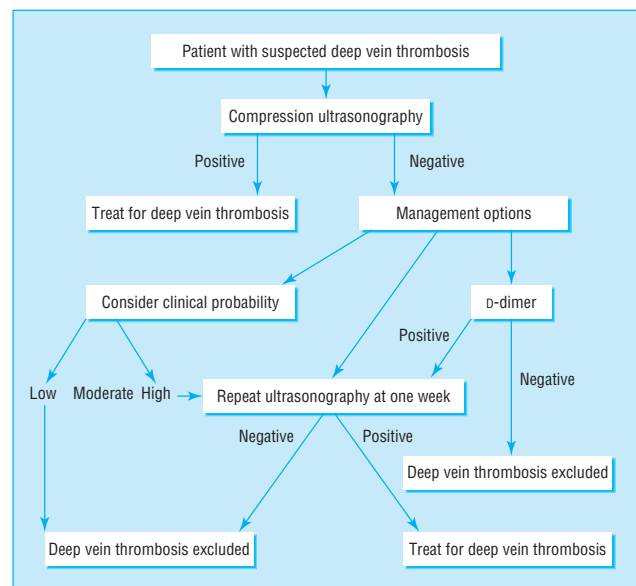 Patient with suspected deep vein thrombosis
Compression ultrasonography
Positive
Negative
Treat for deep vein thrombosis
Management options
Consider clinical probability
D-dimer
Positive
Low
Moderate High
Repeat ultrasonography at one week
Negative
Negative
Positive
Deep vein thrombosis excluded
Deep vein thrombosis excluded
Treat for deep vein thrombosis